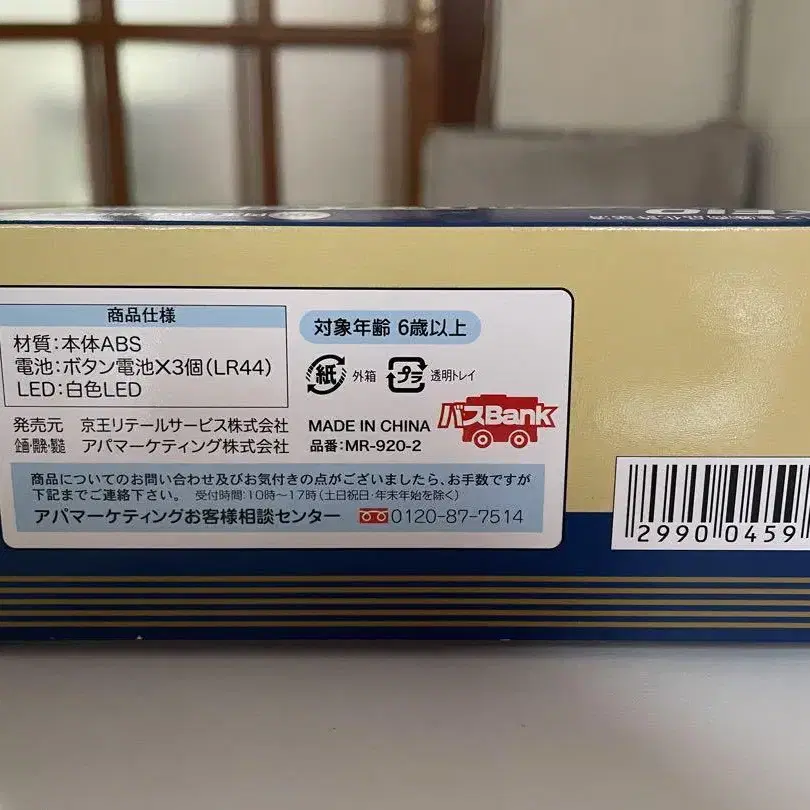 商品仕様
材質:本体ABS
電池:ボタン電池×3個(LR44)
LED:白色LED
対象年齢 6歳以上
紙 外箱 プラ 透明トレイ
発売元 京王リテールサービス株式会社
企画・開発・製造 アパマーケティング株式会社
MADE IN CHINA
品番:MR-920-2
バスBank
商品についてのお問い合わせ及びお気付きの点がございましたら、お手数ですが
下記までご連絡下さい。 受付時間:10時~17時(土日祝日・年末年始を除く)
アパマーケティングお客様相談センター 0120-87-7514
2990 0459